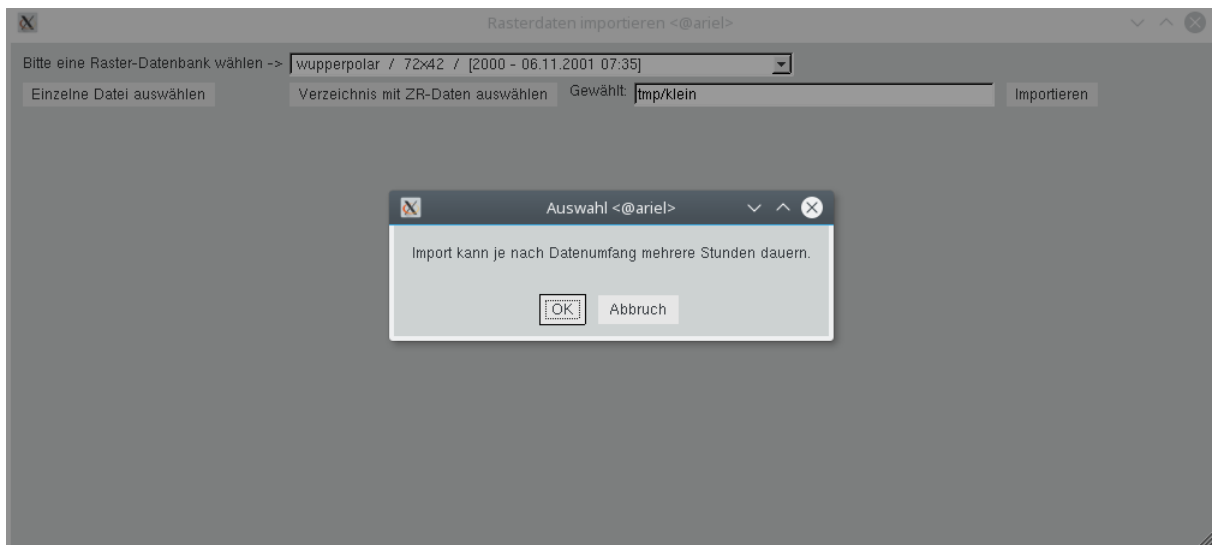 Rasterdaten importieren <@ariel>
Bitte eine Raster-Datenbank wählen -> wupperpolar / 72x42 / [2000 - 06.11.2001 07:35]
Einzelne Datei auswählen Verzeichnis mit ZR-Daten auswählen Gewählt: tmp/klein Importieren
Auswahl <@ariel>
Import kann je nach Datenumfang mehrere Stunden dauern.
OK Abbruch